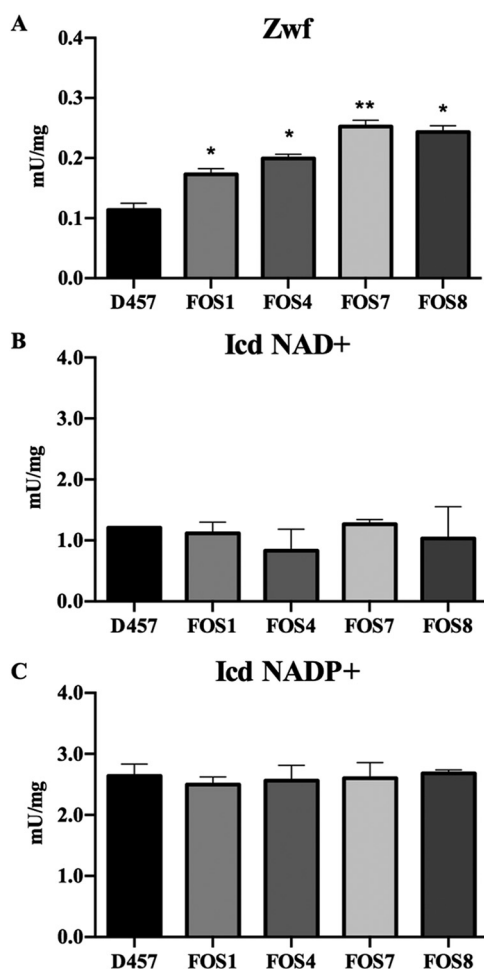 A
Zwf
0.4
0.3
0.2
0.1
0.0
mU/mg
*
*
**
*
D457 FOS1 FOS4 FOS7 FOS8
B
Icd NAD+
4.0
3.0
2.0
1.0
0.0
mU/mg
D457 FOS1 FOS4 FOS7 FOS8
C
Icd NADP+
4.0
3.0
2.0
1.0
0.0
mU/mg
D457 FOS1 FOS4 FOS7 FOS8